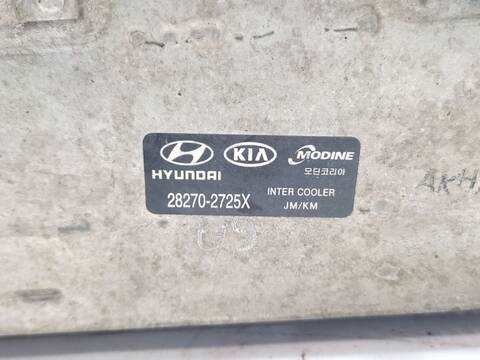 HYUNDAI
KIA
MODINE
모딘코리아
28270-2725X
INTER COOLER
JM/KM